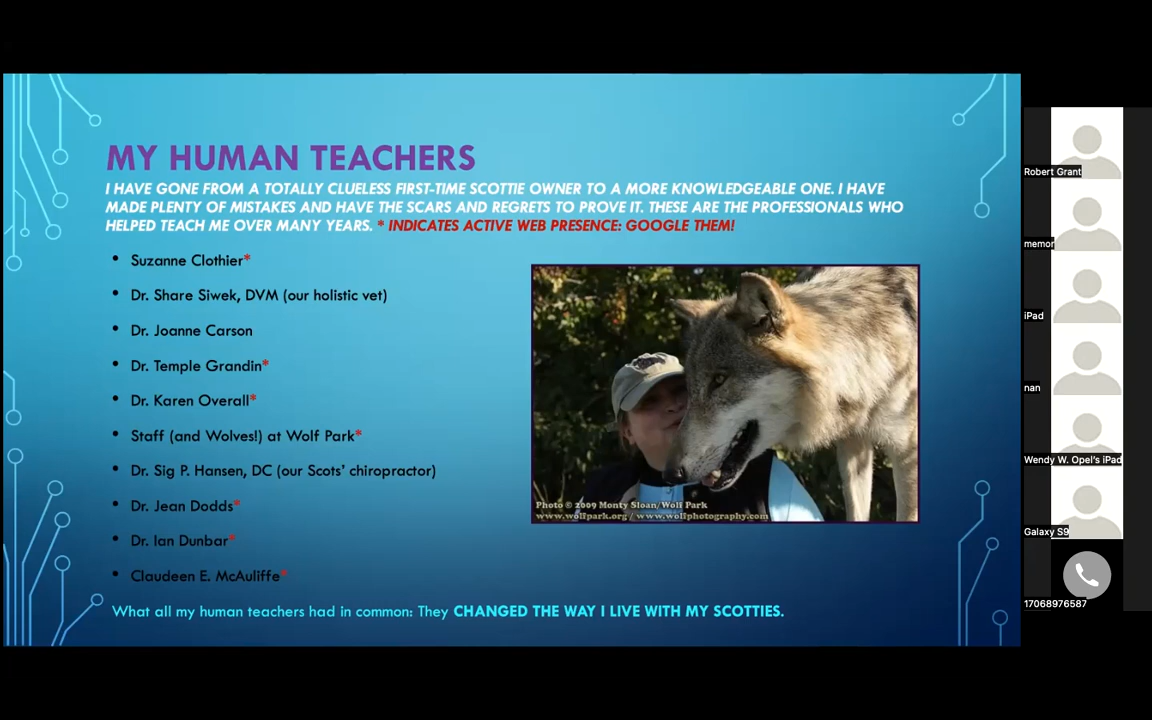 MY HUMAN TEACHERS
I HAVE GONE FROM A TOTALLY CLUELESS FIRST-TIME SCOTTIE OWNER TO A MORE KNOWLEDGEABLE ONE. I HAVE
MADE PLENTY OF MISTAKES AND HAVE THE SCARS AND REGRETS TO PROVE IT. THESE ARE THE PROFESSIONALS WHO
HELPED TEACH ME OVER MANY YEARS. * INDICATES ACTIVE WEB PRESENCE: GOOGLE THEM!
• Suzanne Clothier*
• Dr. Share Siwek, DVM (our holistic vet)
• Dr. Joanne Carson
• Dr. Temple Grandin*
• Dr. Karen Overall*
• Staff (and Wolves!) at Wolf Park*
• Dr. Sig P. Hansen, DC (our Scots' chiropractor)
• Dr. Jean Dodds*
• Dr. Ian Dunbar*
• Claudeen E. McAuliffe*
What all my human teachers had in common: They CHANGED THE WAY I LIVE WITH MY SCOTTIES.
Photo © 2009 Monty Sloan/Wolf Park
www.wolfpark.org / www.wolfphotography.com
Robert Grant
memor
iPad
nan
Wendy W. Opel's iPad
Galaxy S9
17068976587